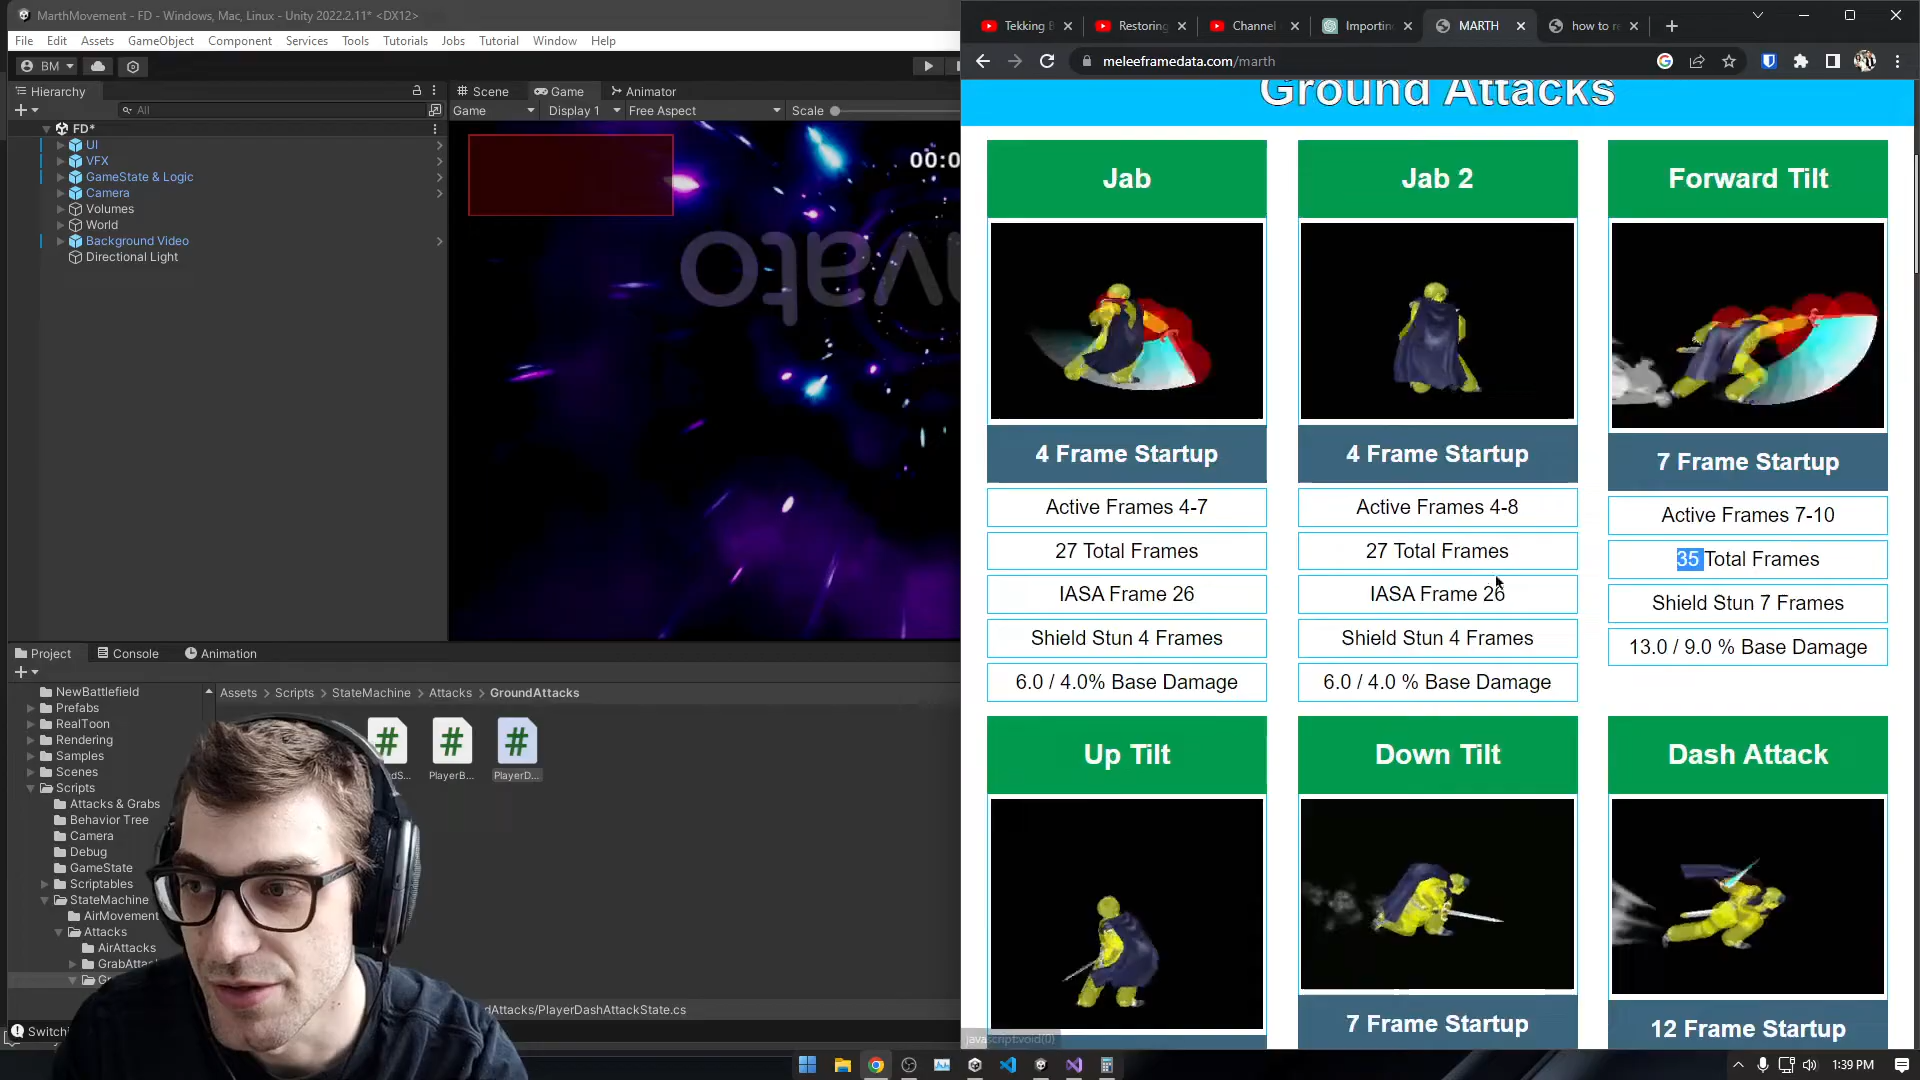 MarthMovement - FD - Windows, Mac, Linux - Unity 2022.2.11* <DX12>
File Edit Assets GameObject Component Services Tools Tutorials Jobs Tutorial Window Help
BM
Hierarchy
All
FD*
UI
VFX
GameState & Logic
Camera
Volumes
World
Background Video
Directional Light
Scene Game Animator
Game Display 1 Free Aspect Scale
00:0
Project Console Animation
NewBattlefield
Prefabs
RealToon
Rendering
Samples
Scenes
Scripts
Attacks & Grabs
Behavior Tree
Camera
Debug
GameState
Scriptables
StateMachine
AirMovement
Attacks
AirAttacks
GrabAttac
Assets > Scripts > StateMachine > Attacks > GroundAttacks
PlayerB... PlayerD...
dAttacks/PlayerDashAttackState.cs
Switchi
Tekking Restoring Channel Importing MARTH how to re
meleeframedata.com/marth
Ground Attacks
Jab
4 Frame Startup
Active Frames 4-7
27 Total Frames
IASA Frame 26
Shield Stun 4 Frames
6.0 / 4.0% Base Damage
Jab 2
4 Frame Startup
Active Frames 4-8
27 Total Frames
IASA Frame 26
Shield Stun 4 Frames
6.0 / 4.0 % Base Damage
Forward Tilt
7 Frame Startup
Active Frames 7-10
35 Total Frames
Shield Stun 7 Frames
13.0 / 9.0 % Base Damage
Up Tilt
Down Tilt
7 Frame Startup
Dash Attack
12 Frame Startup
javascript:void(0)
1:39 PM